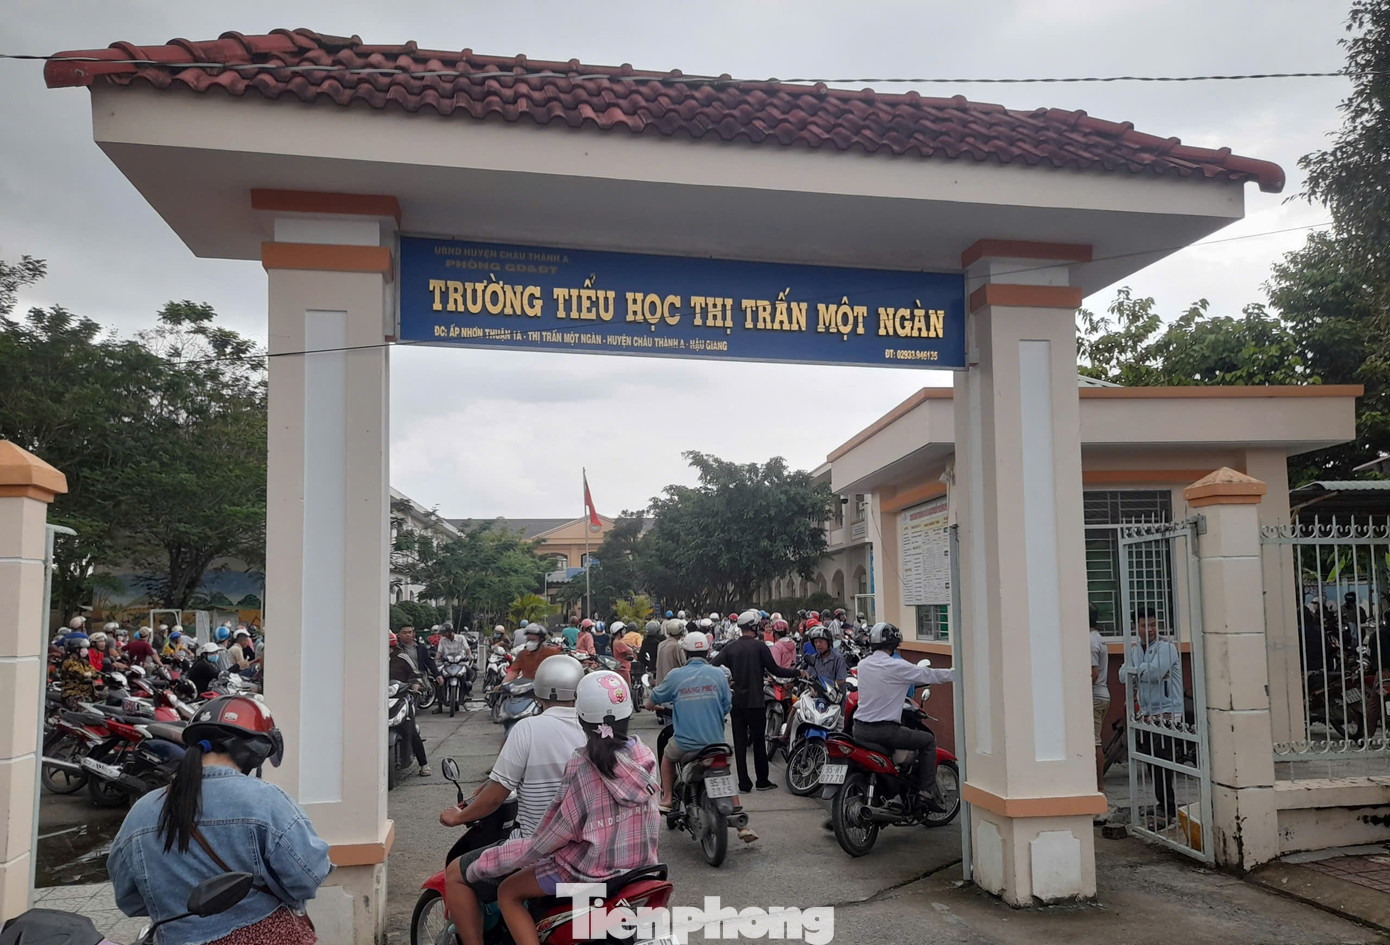 UBND HUYỆN CHÂU THÀNH A
PHÒNG GD&ĐT
TRƯỜNG TIỂU HỌC THỊ TRẤN MỘT NGÀN
ĐC: ẤP NHƠN THUẬN 1A - THỊ TRẤN MỘT NGÀN - HUYỆN CHÂU THÀNH A - HẬU GIANG
ĐT: 02933.946135
Tienphong